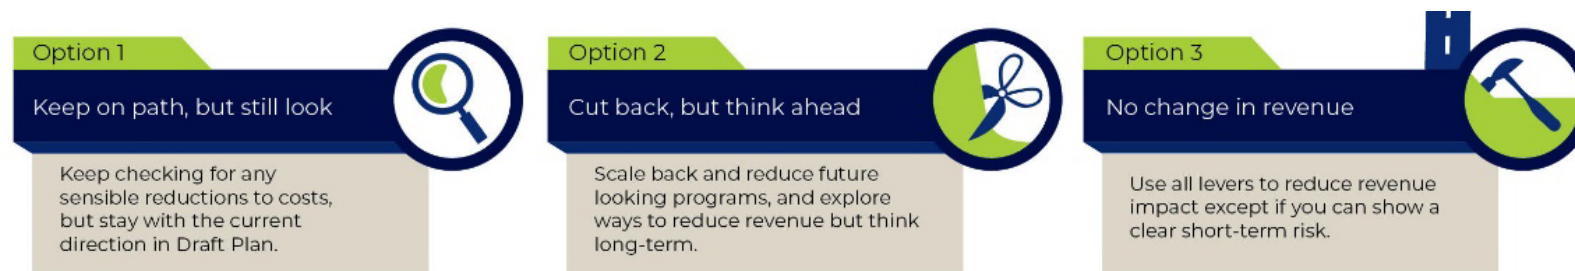 Option 1
Keep on path, but still look
Keep checking for any
sensible reductions to costs,
but stay with the current
direction in Draft Plan.
Option 2
Cut back, but think ahead
Scale back and reduce future
looking programs, and explore
ways to reduce revenue but think
long-term.
Option 3
No change in revenue
Use all levers to reduce revenue
impact except if you can show a
clear short-term risk.